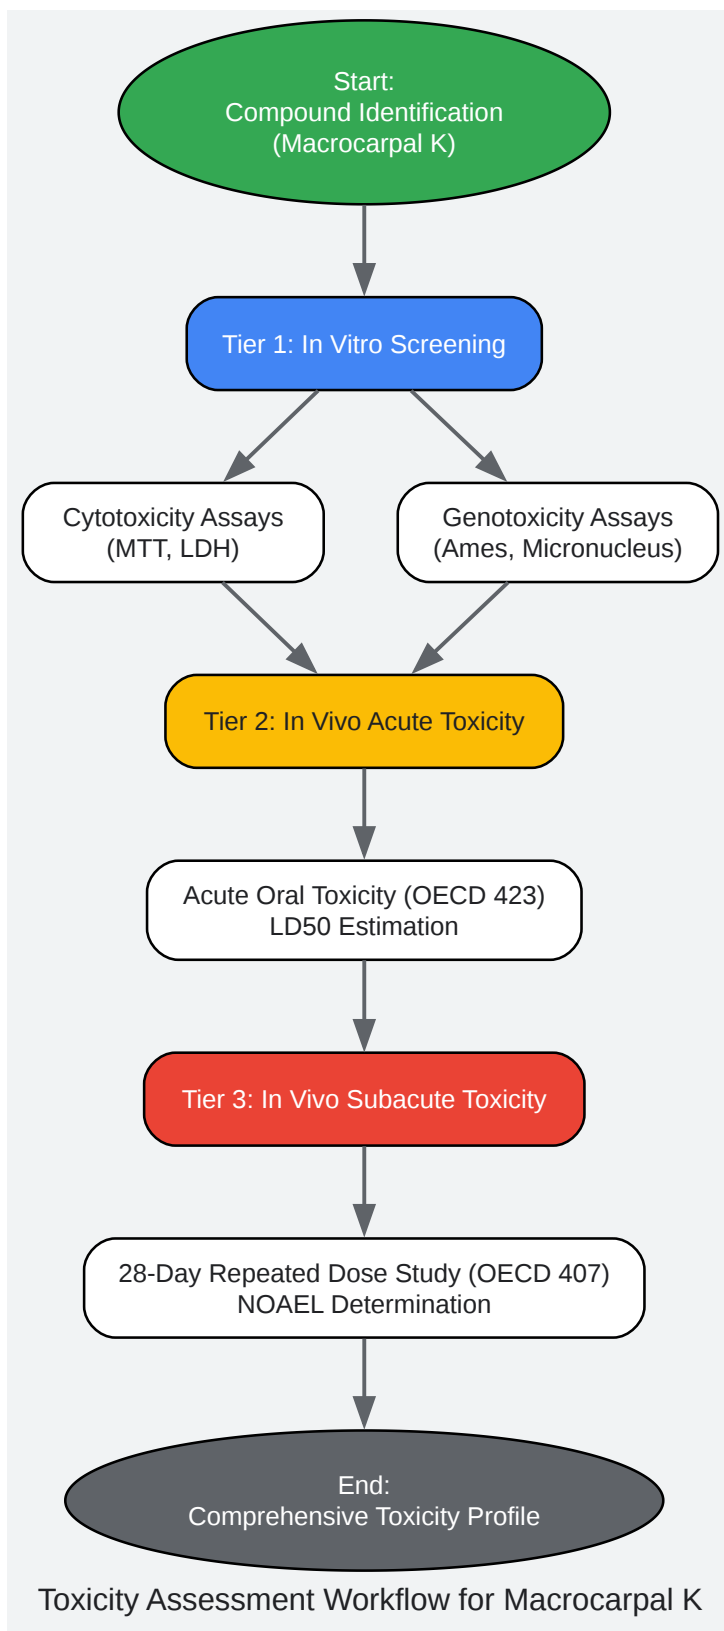 Start:
Compound Identification
(Macrocarpal K)
Tier 1: In Vitro Screening
Cytotoxicity Assays
(MTT, LDH)
Genotoxicity Assays
(Ames, Micronucleus)
Tier 2: In Vivo Acute Toxicity
Acute Oral Toxicity (OECD 423)
LD50 Estimation
Tier 3: In Vivo Subacute Toxicity
28-Day Repeated Dose Study (OECD 407)
NOAEL Determination
End:
Comprehensive Toxicity Profile
Toxicity Assessment Workflow for Macrocarpal K